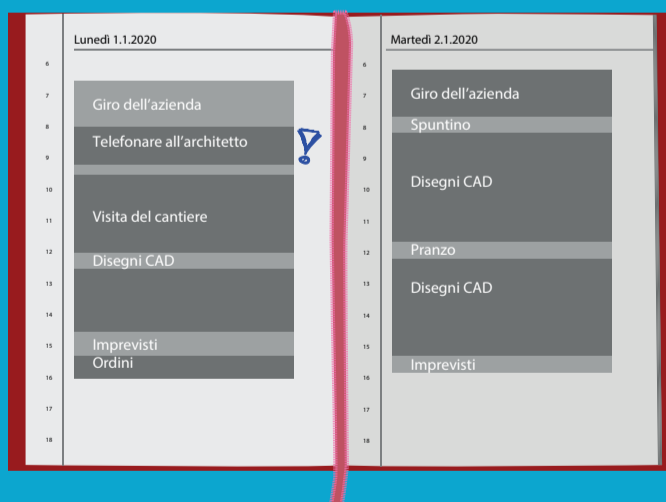 Lunedì 1.1.2020
6
7
8
9
10
11
12
13
14
15
16
17
18
Giro dell'azienda
Telefonare all'architetto
Visita del cantiere
Disegni CAD
Imprevisti
Ordini
Martedì 2.1.2020
6
7
8
9
10
11
12
13
14
15
16
17
18
Giro dell'azienda
Spuntino
Disegni CAD
Pranzo
Disegni CAD
Imprevisti